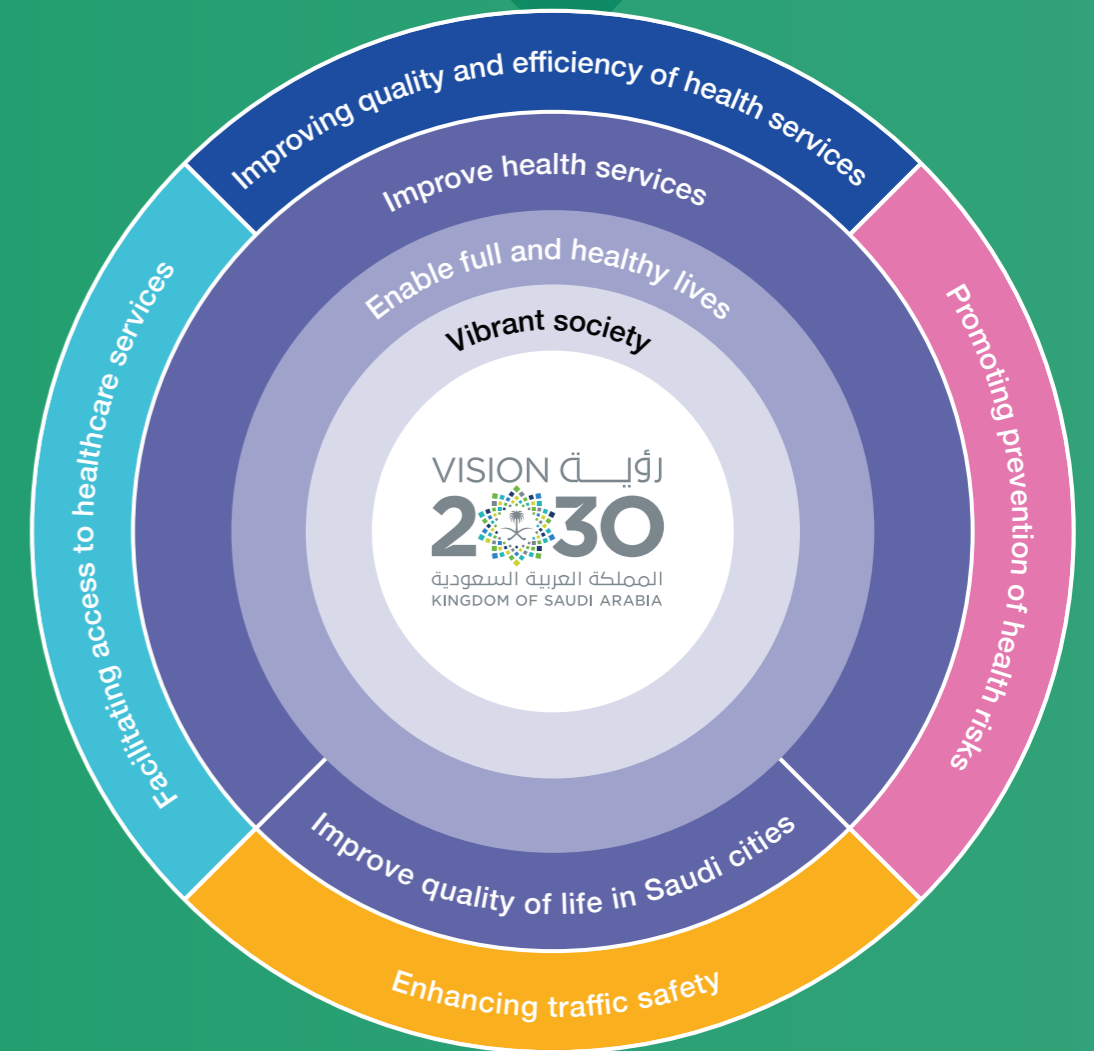 Improving quality and efficiency of health services
Improve health services
Enable full and healthy lives
Vibrant society
Facilitating access to healthcare services
Promoting prevention of health risks
VISION رؤيــة
2030
المملكة العربية السعودية
KINGDOM OF SAUDI ARABIA
Improve quality of life in Saudi cities
Enhancing traffic safety